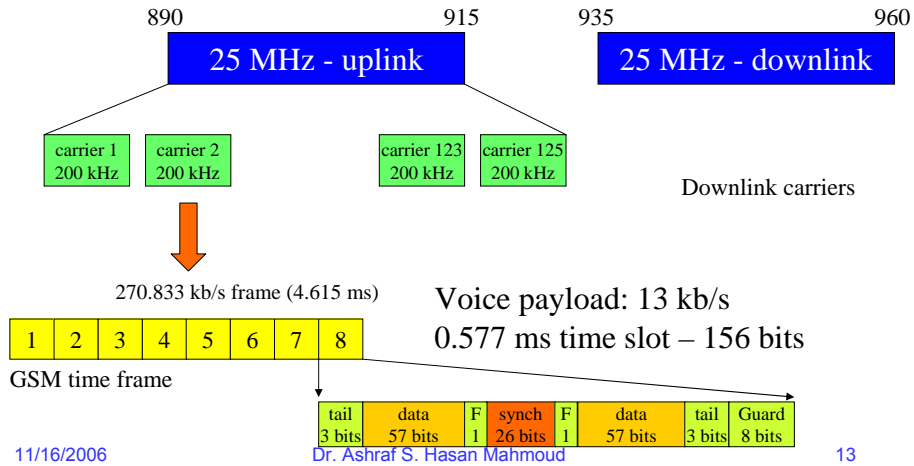 890 915 935 960
25 MHz - uplink 25 MHz - downlink
carrier 1 carrier 2 carrier 123 carrier 125
200 kHz 200 kHz 200 kHz 200 kHz
Downlink carriers
270.833 kb/s frame (4.615 ms)
Voice payload: 13 kb/s
0.577 ms time slot – 156 bits
1 2 3 4 5 6 7 8
GSM time frame
tail data F synch F data tail Guard
3 bits 57 bits 1 26 bits 1 57 bits 3 bits 8 bits
11/16/2006 Dr. Ashraf S. Hasan Mahmoud 13